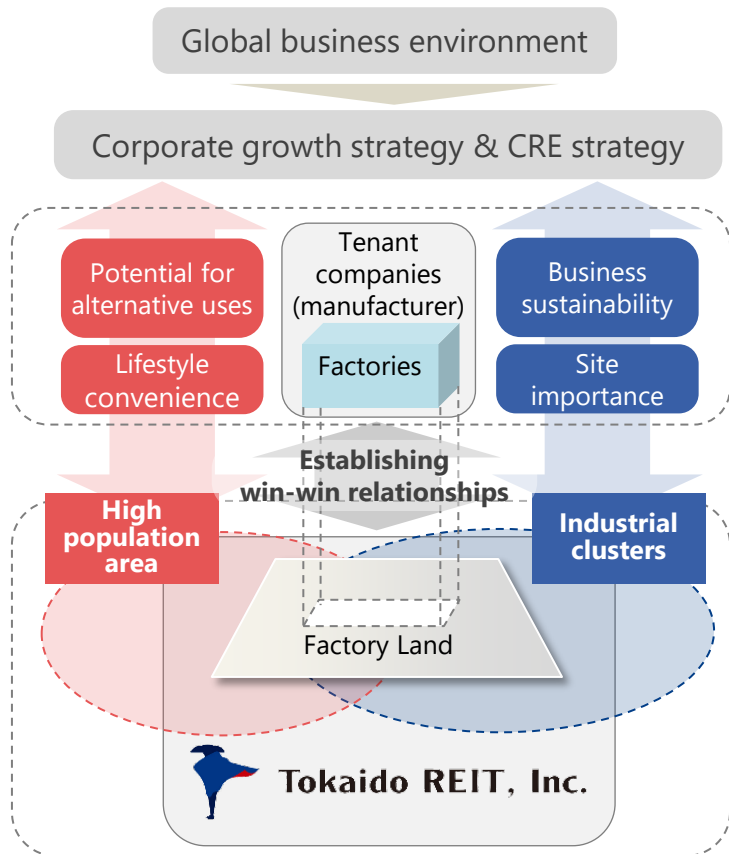 Global business environment
Corporate growth strategy & CRE strategy
Potential for
alternative uses
Lifestyle
convenience
Tenant
companies
(manufacturer)
Factories
Business
sustainability
Site
importance
Establishing
win-win relationships
High
population
area
Industrial
clusters
Factory Land
Tokaido REIT, Inc.